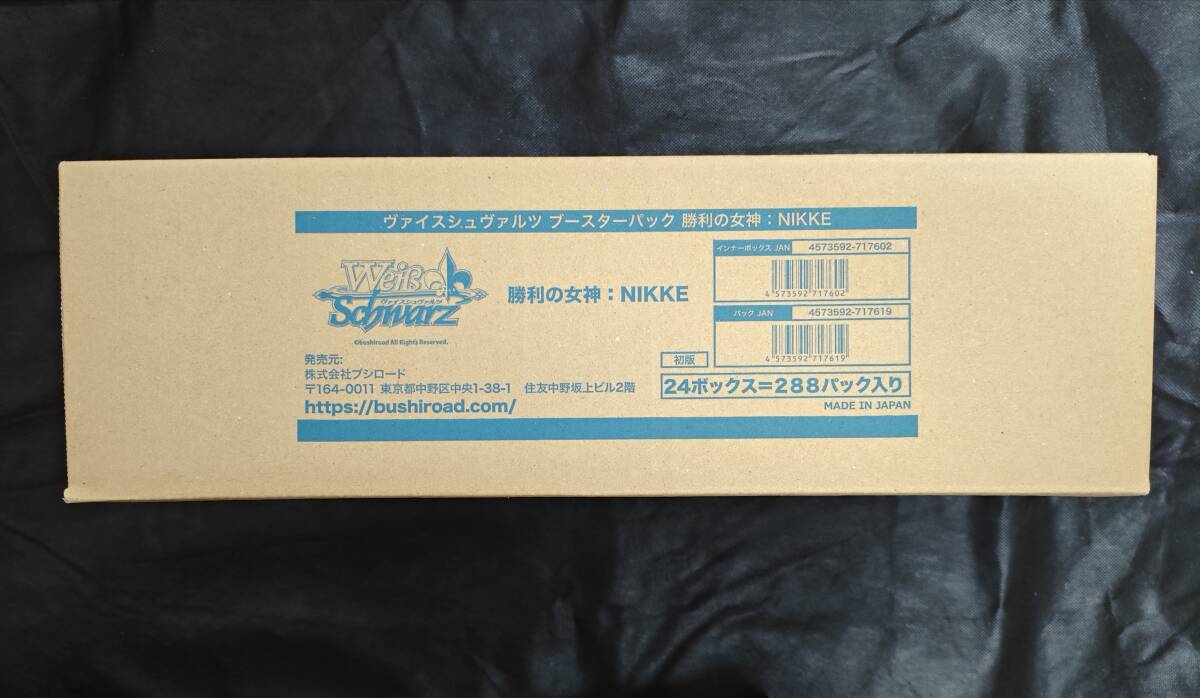 ヴァイスシュヴァルツ ブースターパック 勝利の女神：NIKKE
Weiß
ヴァイスシュヴァルツ
Schwarz
©bushiroad All Rights Reserved.
勝利の女神：NIKKE
インナーボックス JAN 4573592-717602
4 573592 717602
パック JAN 4573592-717619
4 573592 717619
発売元:
株式会社ブシロード
〒164-0011 東京都中野区中央1-38-1 住友中野坂上ビル2階
https://bushiroad.com/
初版
24ボックス=288パック入り
MADE IN JAPAN